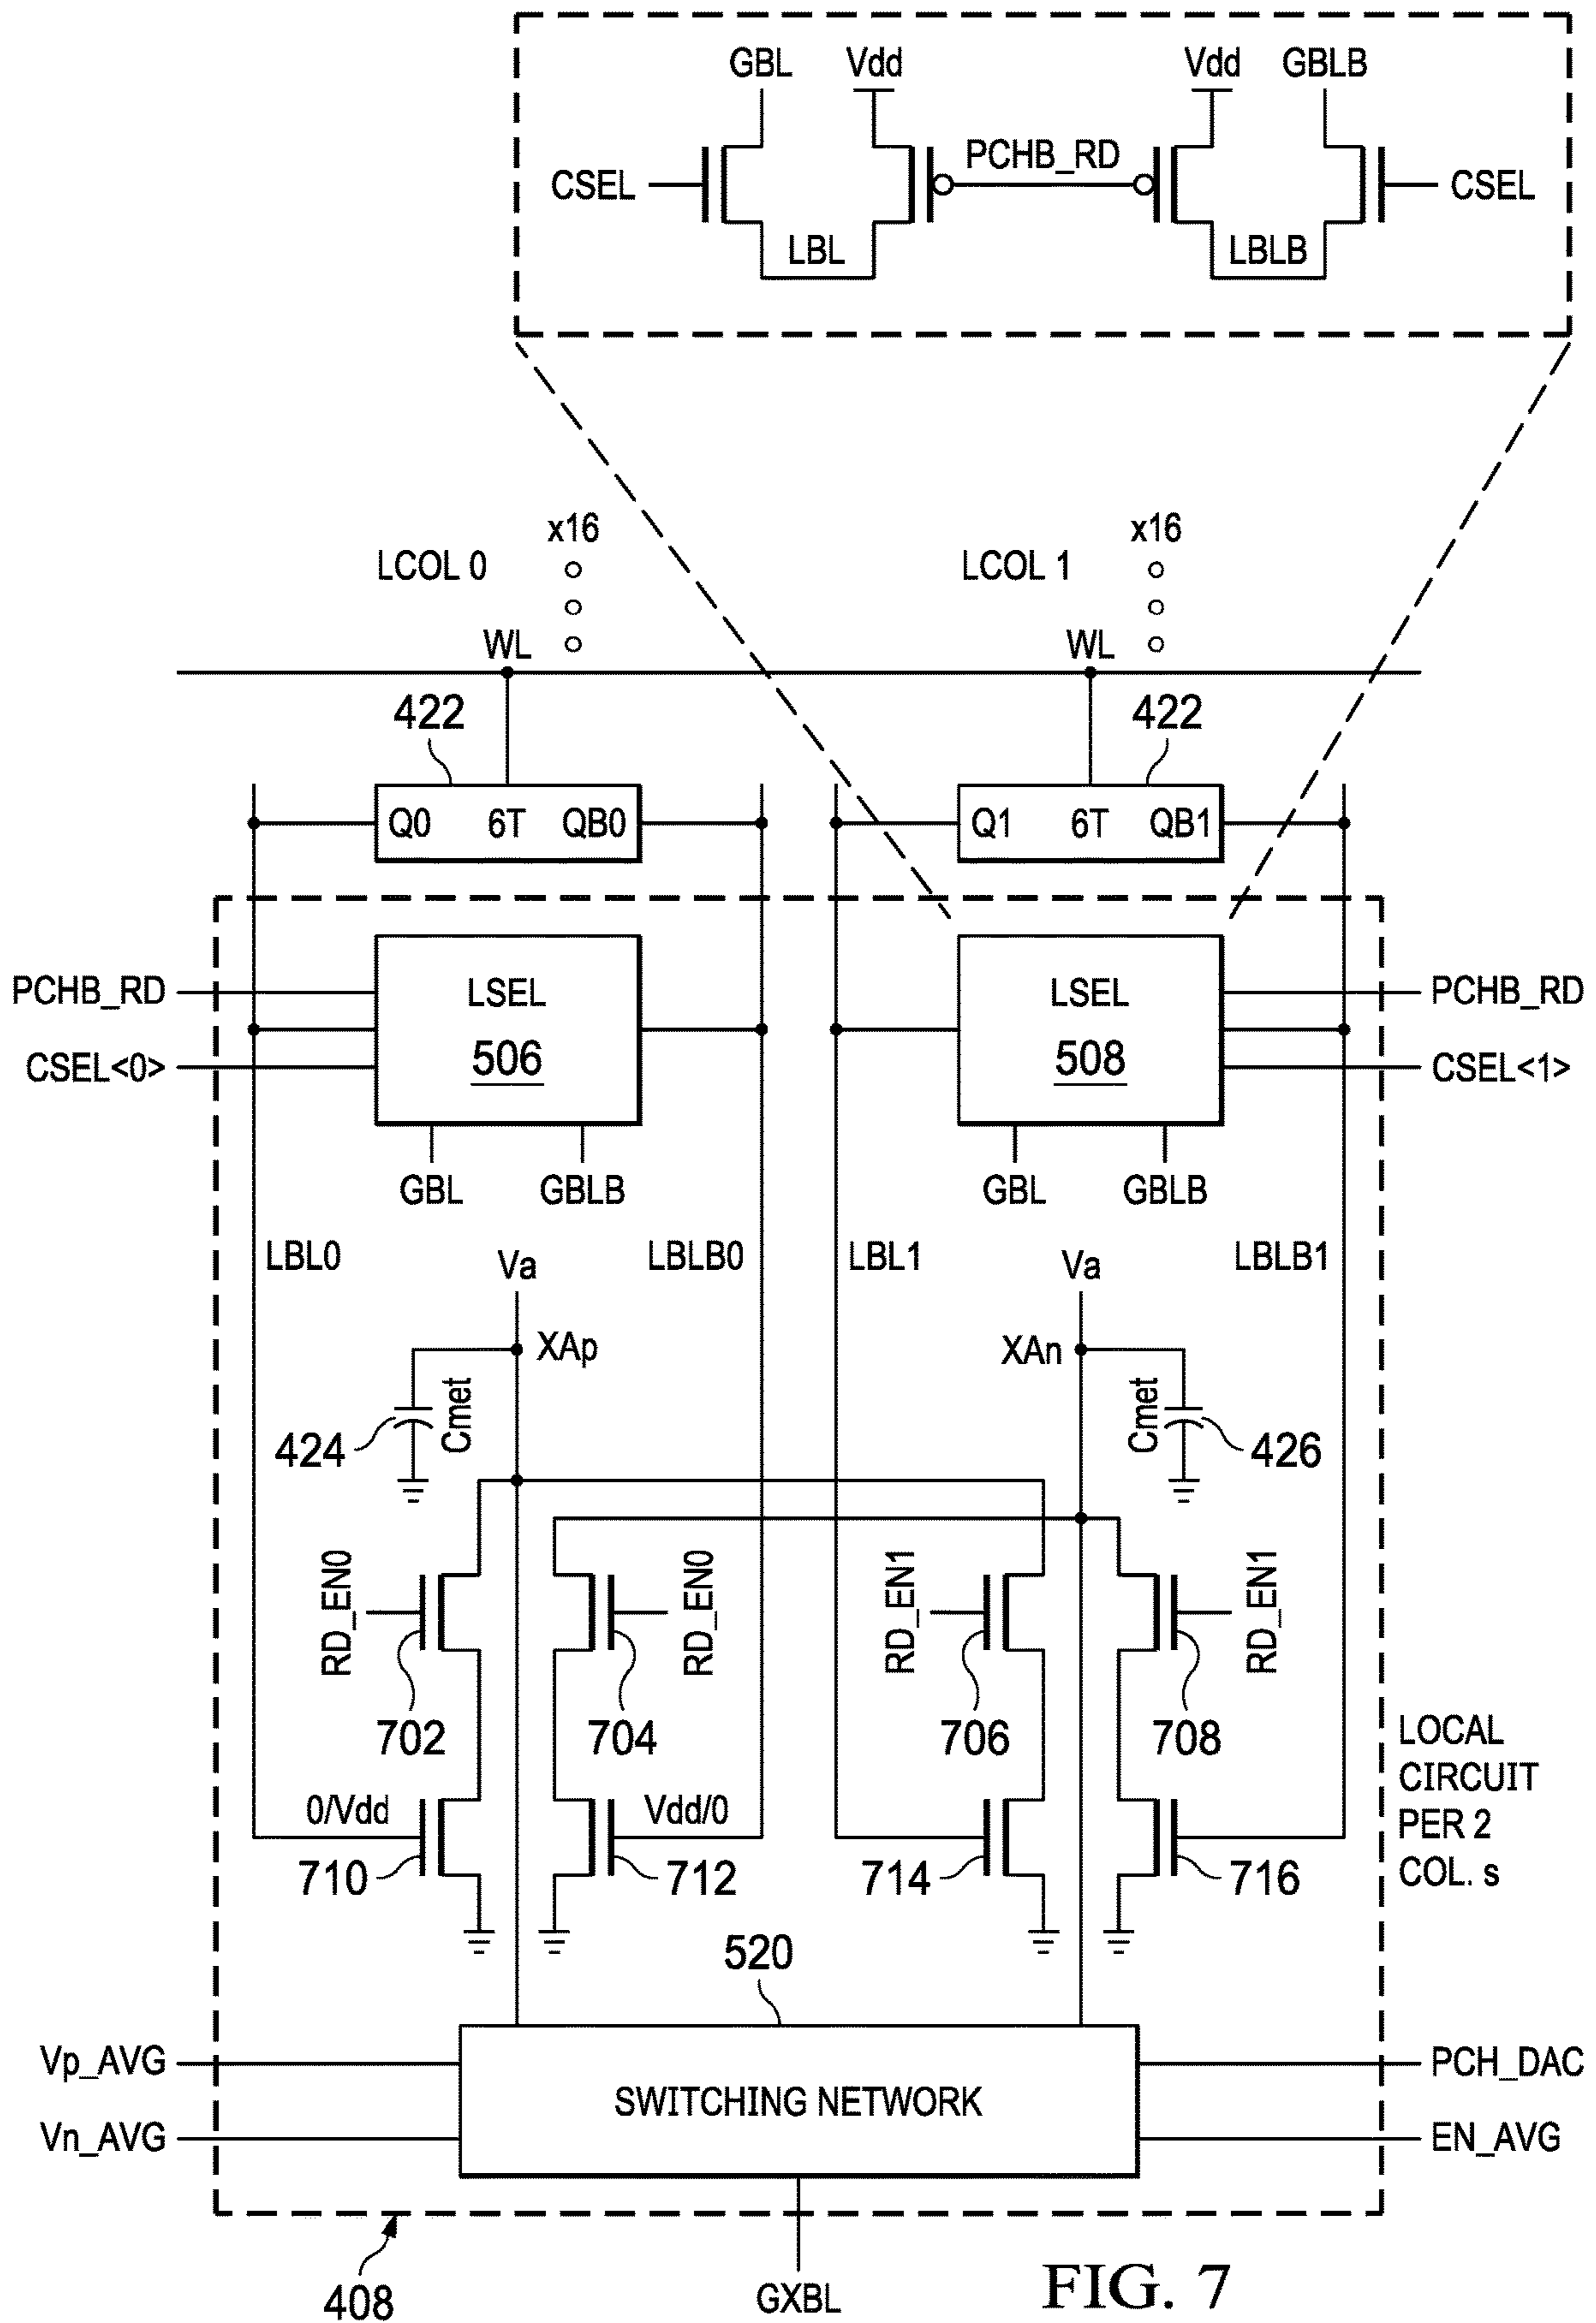 GBL Vdd Vdd GBLB
CSEL PCHB_RD CSEL
LBL LBLB
x16 x16
LCOL 0 LCOL 1
WL WL
422 422
Q0 6T QB0 Q1 6T QB1
PCHB_RD LSEL LSEL PCHB_RD
CSEL<0> 506 508 CSEL<1>
GBL GBLB GBL GBLB
LBL0 Va LBLB0 LBL1 Va LBLB1
XAp XAn
424 Cmet Cmet 426
RD_EN0 RD_EN0 RD_EN1 RD_EN1
702 704 706 708
LOCAL
CIRCUIT
PER 2
COL. s
0/Vdd Vdd/0
710 712 714 716
520
Vp_AVG PCH_DAC
SWITCHING NETWORK
Vn_AVG EN_AVG
408 GXBL FIG. 7